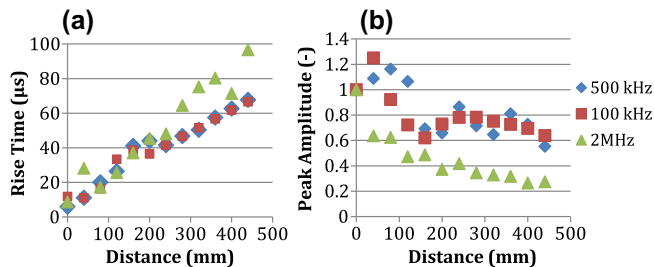 (a)
Rise Time (μs)
100
80
60
40
20
0
0 100 200 300 400 500
Distance (mm)
(b)
Peak Amplitude (-)
1.4
1.2
1
0.8
0.6
0.4
0.2
0
0 100 200 300 400 500
Distance (mm)
500 kHz
100 kHz
2MHz